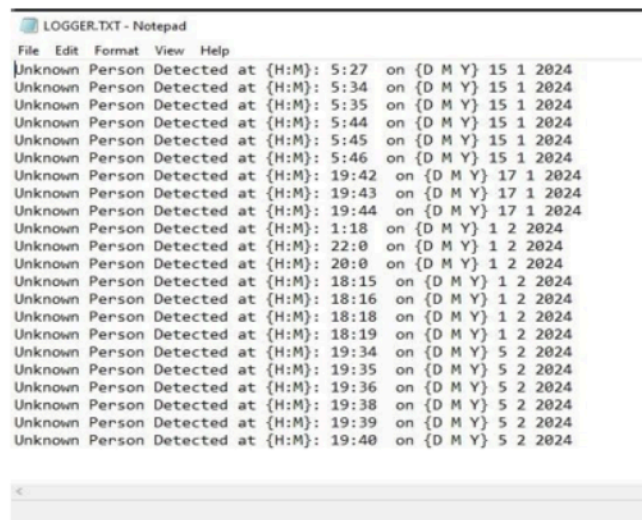 LOGGER.TXT - Notepad
File Edit Format View Help
Unknown Person Detected at {H:M}: 5:27 on {D M Y} 15 1 2024
Unknown Person Detected at {H:M}: 5:34 on {D M Y} 15 1 2024
Unknown Person Detected at {H:M}: 5:35 on {D M Y} 15 1 2024
Unknown Person Detected at {H:M}: 5:44 on {D M Y} 15 1 2024
Unknown Person Detected at {H:M}: 5:45 on {D M Y} 15 1 2024
Unknown Person Detected at {H:M}: 5:46 on {D M Y} 15 1 2024
Unknown Person Detected at {H:M}: 19:42 on {D M Y} 17 1 2024
Unknown Person Detected at {H:M}: 19:43 on {D M Y} 17 1 2024
Unknown Person Detected at {H:M}: 19:44 on {D M Y} 17 1 2024
Unknown Person Detected at {H:M}: 1:18 on {D M Y} 1 2 2024
Unknown Person Detected at {H:M}: 22:0 on {D M Y} 1 2 2024
Unknown Person Detected at {H:M}: 20:0 on {D M Y} 1 2 2024
Unknown Person Detected at {H:M}: 18:15 on {D M Y} 1 2 2024
Unknown Person Detected at {H:M}: 18:16 on {D M Y} 1 2 2024
Unknown Person Detected at {H:M}: 18:18 on {D M Y} 1 2 2024
Unknown Person Detected at {H:M}: 18:19 on {D M Y} 1 2 2024
Unknown Person Detected at {H:M}: 19:34 on {D M Y} 5 2 2024
Unknown Person Detected at {H:M}: 19:35 on {D M Y} 5 2 2024
Unknown Person Detected at {H:M}: 19:36 on {D M Y} 5 2 2024
Unknown Person Detected at {H:M}: 19:38 on {D M Y} 5 2 2024
Unknown Person Detected at {H:M}: 19:39 on {D M Y} 5 2 2024
Unknown Person Detected at {H:M}: 19:40 on {D M Y} 5 2 2024